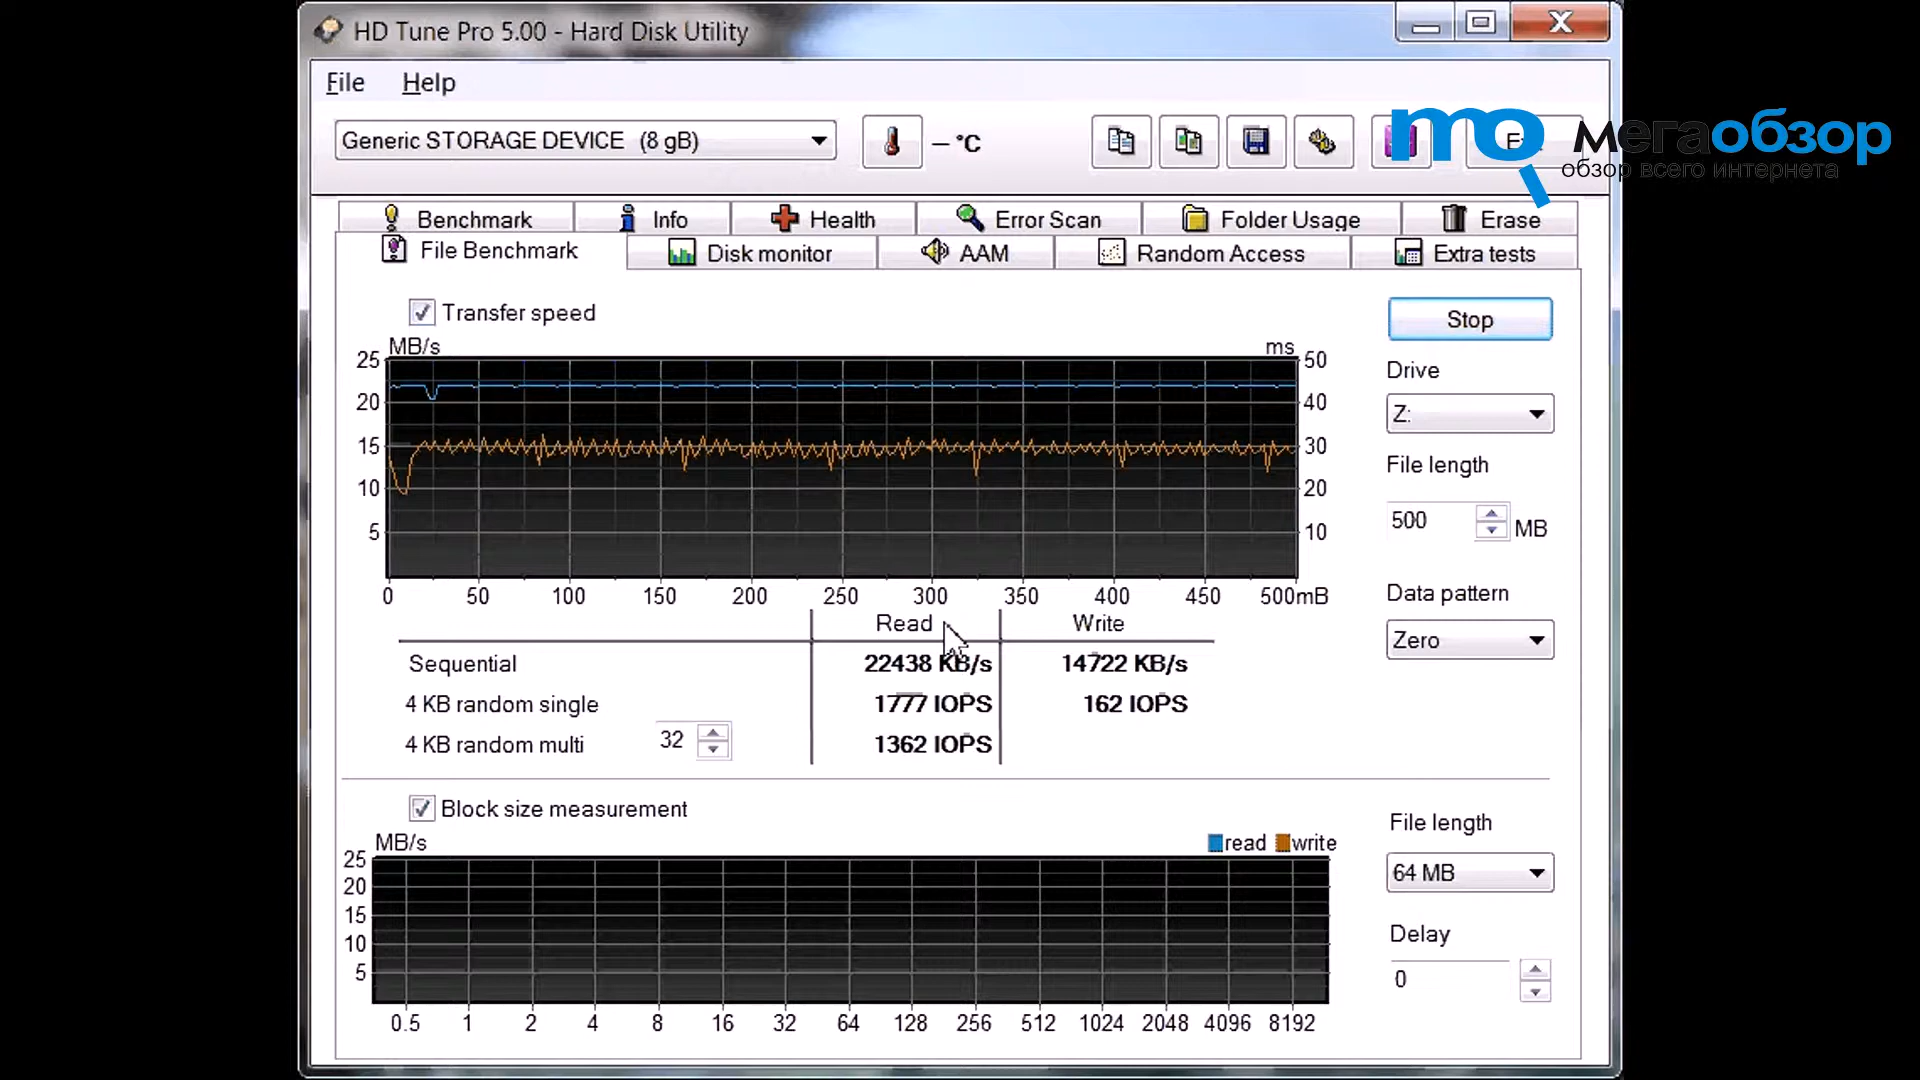 HD Tune Pro 5.00 - Hard Disk Utility
File Help
Generic STORAGE DEVICE (8 gB)
– °C
мегаобзор
обзор всего интернета
Benchmark Info Health Error Scan Folder Usage Erase
File Benchmark Disk monitor AAM Random Access Extra tests
Transfer speed
Stop
MB/s ms
25 50
20 40
15 30
10 20
5 10
0 50 100 150 200 250 300 350 400 450 500mB
Drive
Z:
File length
500 MB
Data pattern
Zero
Read Write
Sequential 22438 KB/s 14722 KB/s
4 KB random single 1777 IOPS 162 IOPS
4 KB random multi 32 1362 IOPS
Block size measurement
MB/s read write
25
20
15
10
5
0.5 1 2 4 8 16 32 64 128 256 512 1024 2048 4096 8192
File length
64 MB
Delay
0